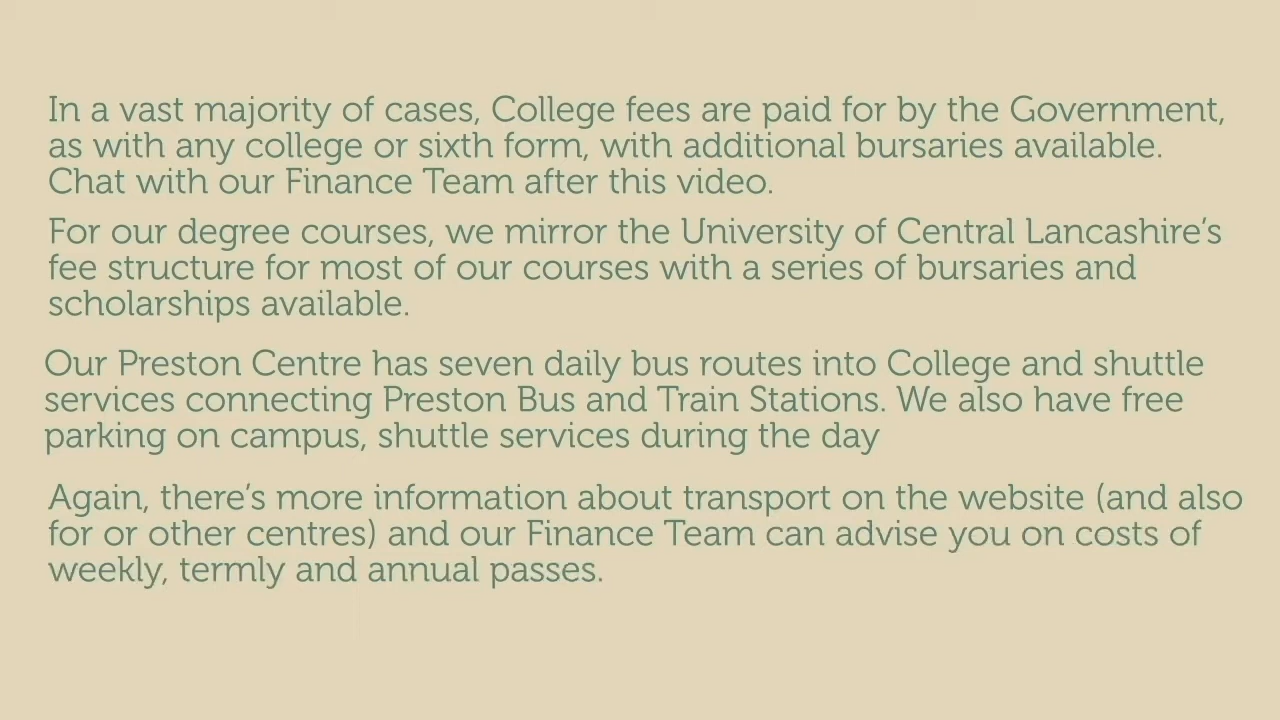 In a vast majority of cases, College fees are paid for by the Government,
as with any college or sixth form, with additional bursaries available.
Chat with our Finance Team after this video.
For our degree courses, we mirror the University of Central Lancashire’s
fee structure for most of our courses with a series of bursaries and
scholarships available.
Our Preston Centre has seven daily bus routes into College and shuttle
services connecting Preston Bus and Train Stations. We also have free
parking on campus, shuttle services during the day
Again, there’s more information about transport on the website (and also
for or other centres) and our Finance Team can advise you on costs of
weekly, termly and annual passes.